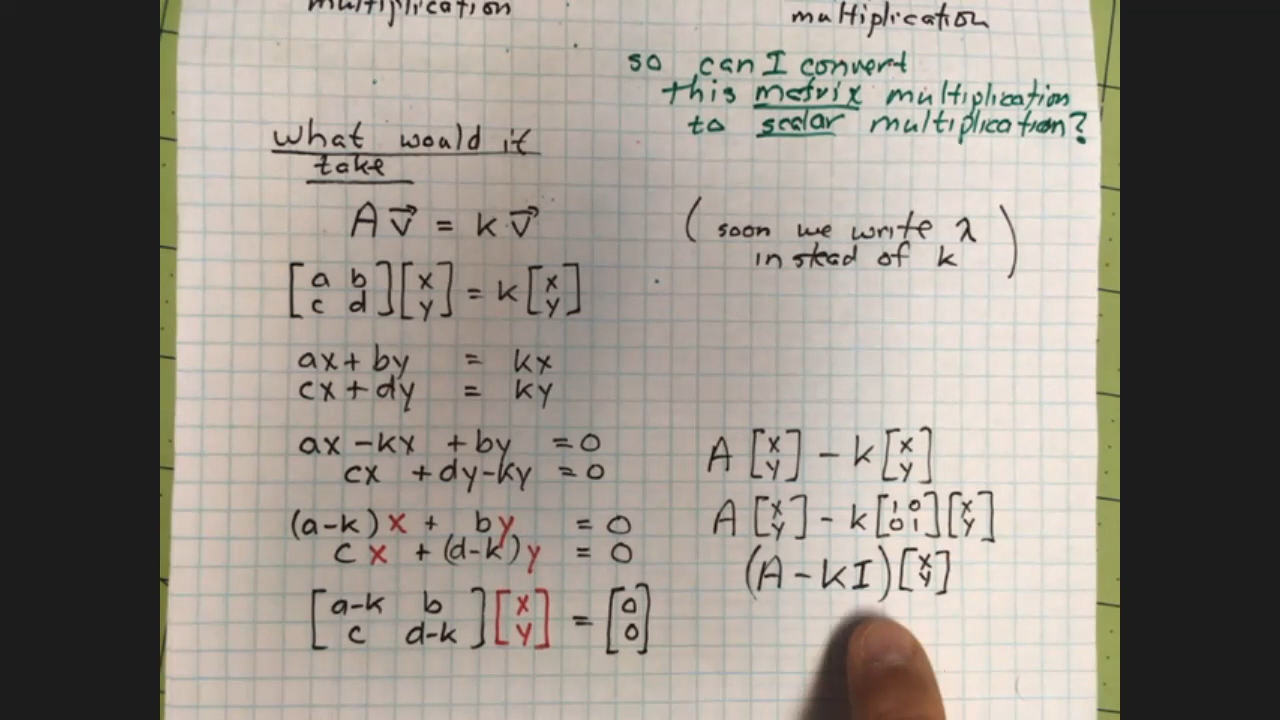 multiplication
multiplication
so can I convert
this matrix multiplication
to scalar multiplication?
What would it
take
A v⃗ = k v⃗
(soon we write λ
instead of k)
[a b; c d] [x; y] = k [x; y]
ax + by = kx
cx + dy = ky
ax - kx + by = 0
cx + dy - ky = 0
(a-k)x + by = 0
cx + (d-k)y = 0
[a-k b; c d-k] [x; y] = [0; 0]
A [x; y] - k [x; y]
A [x; y] - k [1 0; 0 1] [x; y]
(A - kI) [x; y]